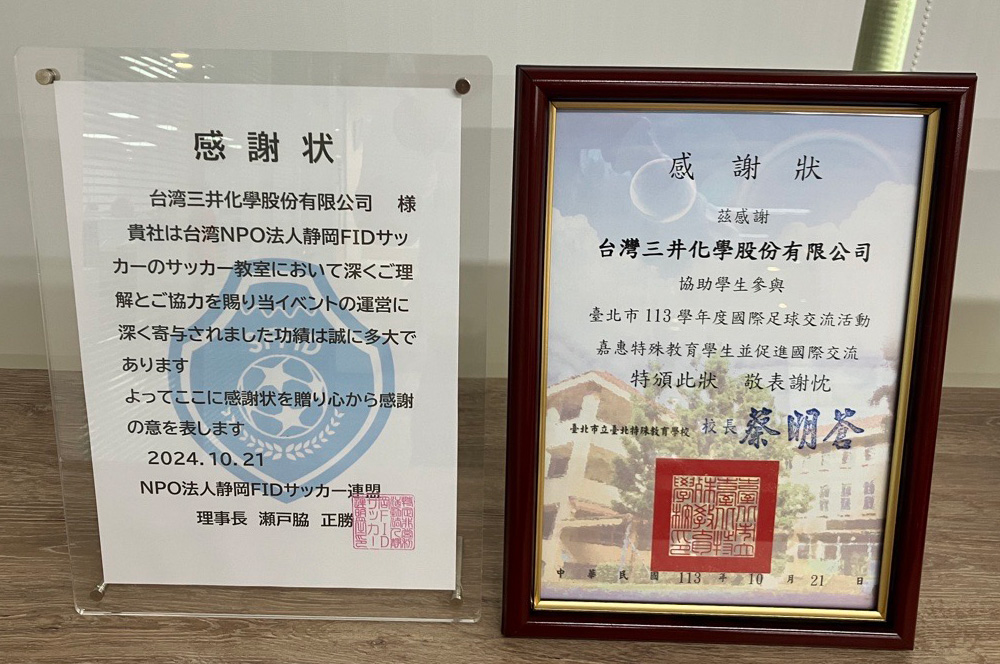 感謝状
台湾三井化學股份有限公司 様
貴社は台湾NPO法人静岡FIDサッ
カーのサッカー教室において深くご理
解とご協力を賜り当イベントの運営に
深く寄与されました功績は誠に多大で
あります
よってここに感謝状を贈り心から感謝
の意を表します
2024.10.21
NPO法人静岡FIDサッカー連盟
理事長 瀬戸脇 正勝
感謝狀
茲感謝
台灣三井化學股份有限公司
協助學生參與
臺北市113學年度國際足球交流活動
嘉惠特殊教育學生並促進國際交流
特頒此狀 敬表謝忱
臺北市立臺北特殊教育學校 校長 蔡明蒼
中華民國 113 年 10 月 21 日